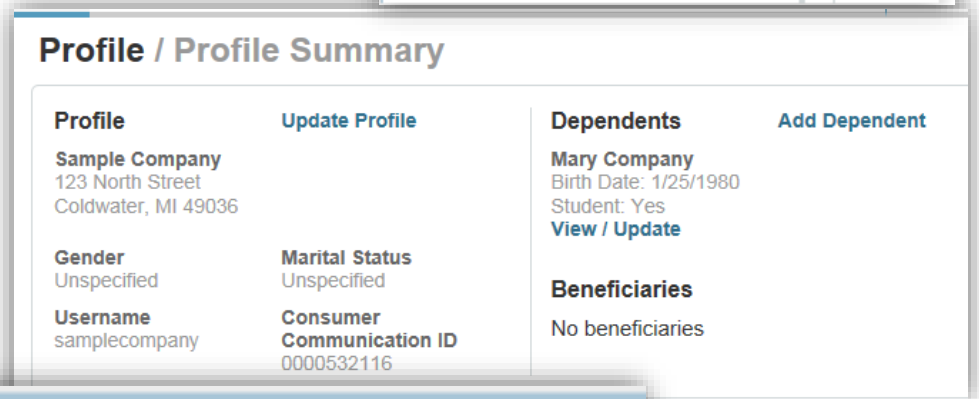 Profile / Profile Summary
Profile
Update Profile
Sample Company
123 North Street
Coldwater, MI 49036
Gender
Unspecified
Marital Status
Unspecified
Username
samplecompany
Consumer
Communication ID
0000532116
Dependents
Add Dependent
Mary Company
Birth Date: 1/25/1980
Student: Yes
View / Update
Beneficiaries
No beneficiaries